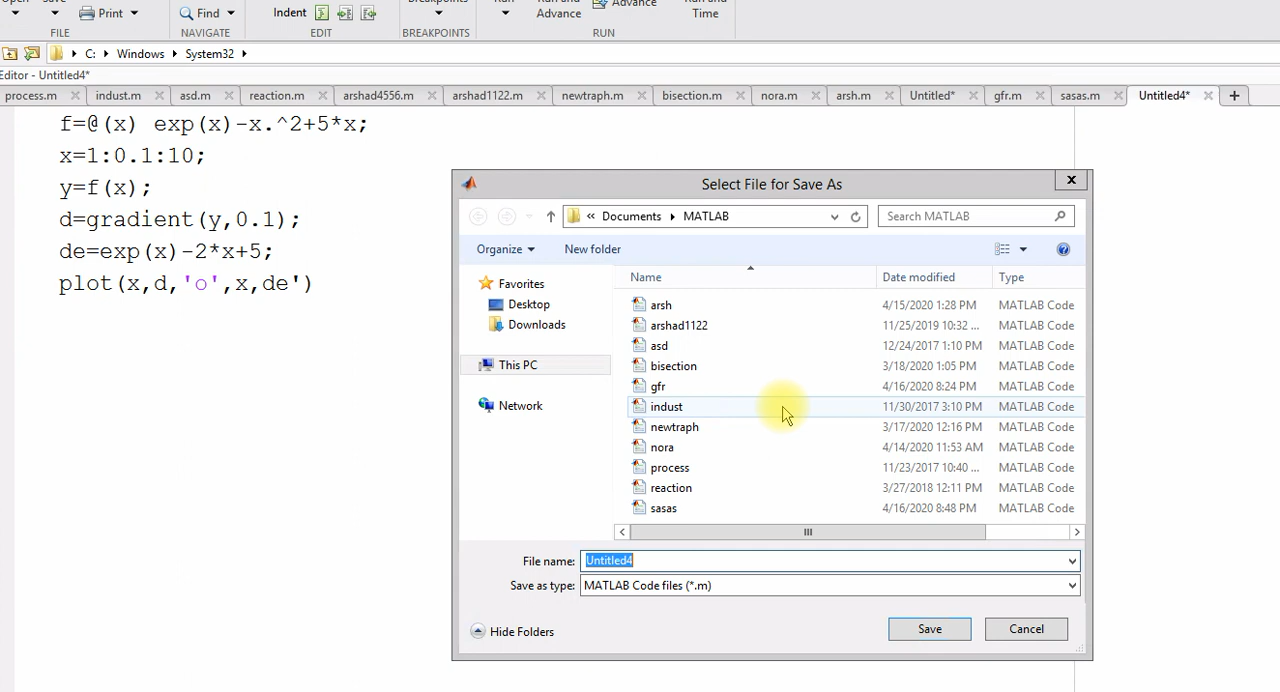 Open Save Breakpoints Run Run and Advance Run and
Print Find Indent Advance Time
FILE NAVIGATE EDIT BREAKPOINTS RUN
C: Windows System32
Editor - Untitled4*
process.m indust.m asd.m reaction.m arshad4556.m arshad1122.m newtraph.m bisection.m nora.m arsh.m Untitled* gfr.m sasas.m Untitled4* +
f=@(x) exp(x)-x.^2+5*x;
x=1:0.1:10;
y=f(x);
d=gradient(y,0.1);
de=exp(x)-2*x+5;
plot(x,d,'o',x,de')
Select File for Save As
« Documents MATLAB Search MATLAB
Organize New folder
Name Date modified Type
Favorites
Desktop
Downloads
This PC
Network
arsh 4/15/2020 1:28 PM MATLAB Code
arshad1122 11/25/2019 10:32 ... MATLAB Code
asd 12/24/2017 1:10 PM MATLAB Code
bisection 3/18/2020 1:05 PM MATLAB Code
gfr 4/16/2020 8:24 PM MATLAB Code
indust 11/30/2017 3:10 PM MATLAB Code
newtraph 3/17/2020 12:16 PM MATLAB Code
nora 4/14/2020 11:53 AM MATLAB Code
process 11/23/2017 10:40 ... MATLAB Code
reaction 3/27/2018 12:11 PM MATLAB Code
sasas 4/16/2020 8:48 PM MATLAB Code
File name: Untitled4
Save as type: MATLAB Code files (*.m)
Hide Folders Save Cancel